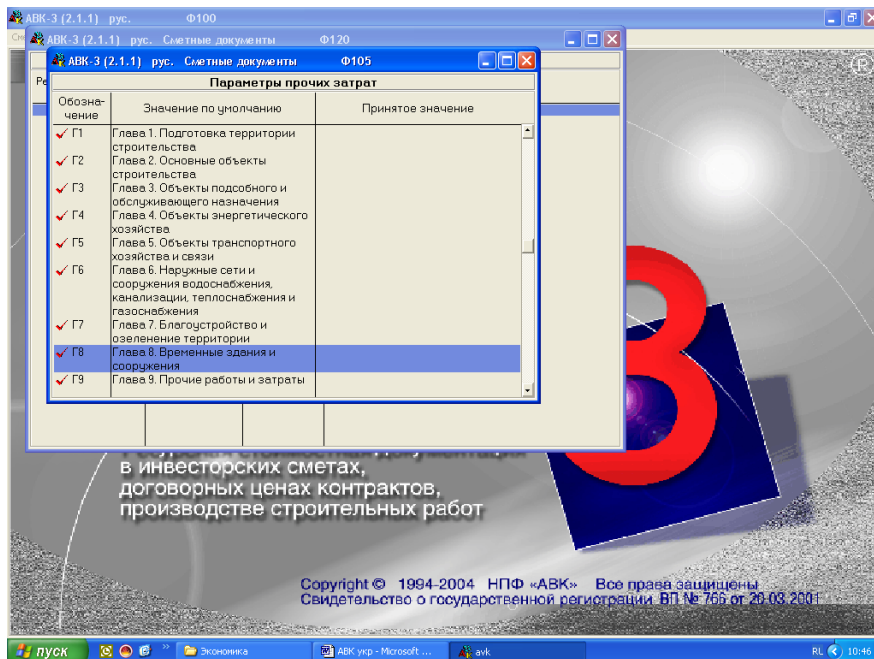 АВК-3 (2.1.1) рус. Ф100
АВК-3 (2.1.1) рус. Сметные документы Ф120
АВК-3 (2.1.1) рус. Сметные документы Ф105
Параметры прочих затрат
Обозна-
чение
Значение по умолчанию
Принятое значение
Г1 Глава 1. Подготовка территории
строительства
Г2 Глава 2. Основные объекты
строительства
Г3 Глава 3. Объекты подсобного и
обслуживающего назначения
Г4 Глава 4. Объекты энергетического
хозяйства
Г5 Глава 5. Объекты транспортного
хозяйства и связи
Г6 Глава 6. Наружные сети и
сооружения водоснабжения,
канализации, теплоснабжения и
газоснабжения
Г7 Глава 7. Благоустройство и
озеленение территории
Г8 Глава 8. Временные здания и
сооружения
Г9 Глава 9. Прочие работы и затраты
в инвесторских сметах,
договорных ценах контрактов,
производстве строительных работ
Copyright © 1994-2004 НПФ «АВК» Все права защищены
Свидетельство о государственной регистрации ВП № 766 от 20.03.2001
пуск
Экономика
АВК укр - Microsoft ...
avk
RL
10:46